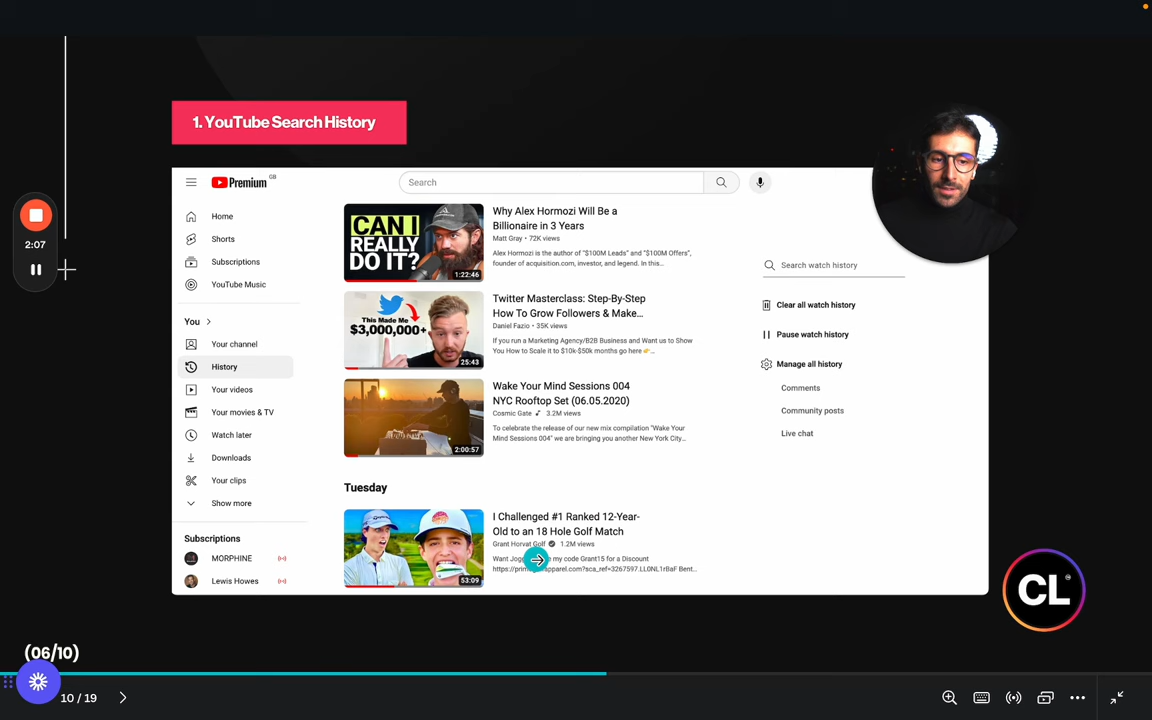 1. YouTube Search History
Premium GB
Search
Home
Shorts
Subscriptions
YouTube Music
You
Your channel
History
Your videos
Your movies & TV
Watch later
Downloads
Your clips
Show more
Subscriptions
MORPHINE
Lewis Howes
CAN I
REALLY
DO IT?
1:22:46
Why Alex Hormozi Will Be a
Billionaire in 3 Years
Matt Gray • 72K views
Alex Hormozi is the author of "$100M Leads" and "$100M Offers",
founder of acquisition.com, investor, and legend. In this...
This Made Me
$3,000,000+
25:43
Twitter Masterclass: Step-By-Step
How To Grow Followers & Make...
Daniel Fazio • 35K views
If you run a Marketing Agency/B2B Business and Want us to Show
You How to Scale it to $10k-$50k months go here 👉...
2:00:57
Wake Your Mind Sessions 004
NYC Rooftop Set (06.05.2020)
Cosmic Gate 3.2M views
To celebrate the release of our new mix compilation "Wake Your
Mind Sessions 004" we are bringing you another New York City...
Tuesday
53:09
I Challenged #1 Ranked 12-Year-
Old to an 18 Hole Golf Match
Grant Horvat Golf 1.2M views
my code Grant15 for a Discount
Search watch history
Clear all watch history
Pause watch history
Manage all history
Comments
Community posts
Live chat
2:07
CL
(06/10)
10 / 19